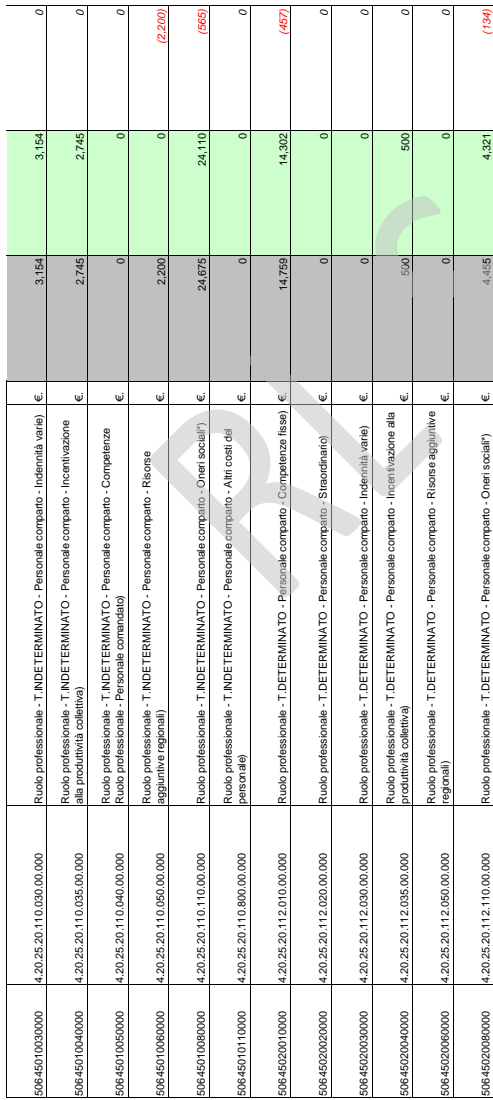 50645010030000 4.20.25.20.110.030.00.000 Ruolo professionale - T.INDETERMINATO - Personale comparto - Indennità varie) €. 3,154 3,154 0
50645010040000 4.20.25.20.110.035.00.000 Ruolo professionale - T.INDETERMINATO - Personale comparto - Incentivazione
alla produttività collettiva) €. 2,745 2,745 0
50645010050000 4.20.25.20.110.040.00.000 Ruolo professionale - T.INDETERMINATO - Personale comparto - Competenze
Ruolo professionale - Personale comandato) €. 0 0 0
50645010060000 4.20.25.20.110.050.00.000 Ruolo professionale - T.INDETERMINATO - Personale comparto - Risorse
aggiuntive regionali) €. 2,200 0 (2,200)
50645010080000 4.20.25.20.110.110.00.000 Ruolo professionale - T.INDETERMINATO - Personale comparto - Oneri sociali*) €. 24,675 24,110 (565)
50645010110000 4.20.25.20.110.800.00.000 Ruolo professionale - T.INDETERMINATO - Personale comparto - Altri costi del
personale) €. 0 0 0
50645020010000 4.20.25.20.112.010.00.000 Ruolo professionale - T.DETERMINATO - Personale comparto - Competenze fisse) €. 14,759 14,302 (457)
50645020020000 4.20.25.20.112.020.00.000 Ruolo professionale - T.DETERMINATO - Personale comparto - Straordinario) €. 0 0 0
50645020030000 4.20.25.20.112.030.00.000 Ruolo professionale - T.DETERMINATO - Personale comparto - Indennità varie) €. 0 0 0
50645020040000 4.20.25.20.112.035.00.000 Ruolo professionale - T.DETERMINATO - Personale comparto - Incentivazione alla
produttività collettiva) €. 500 500 0
50645020060000 4.20.25.20.112.050.00.000 Ruolo professionale - T.DETERMINATO - Personale comparto - Risorse aggiuntive
regionali) €. 0 0 0
50645020080000 4.20.25.20.112.110.00.000 Ruolo professionale - T.DETERMINATO - Personale comparto - Oneri sociali*) €. 4,455 4,321 (134)